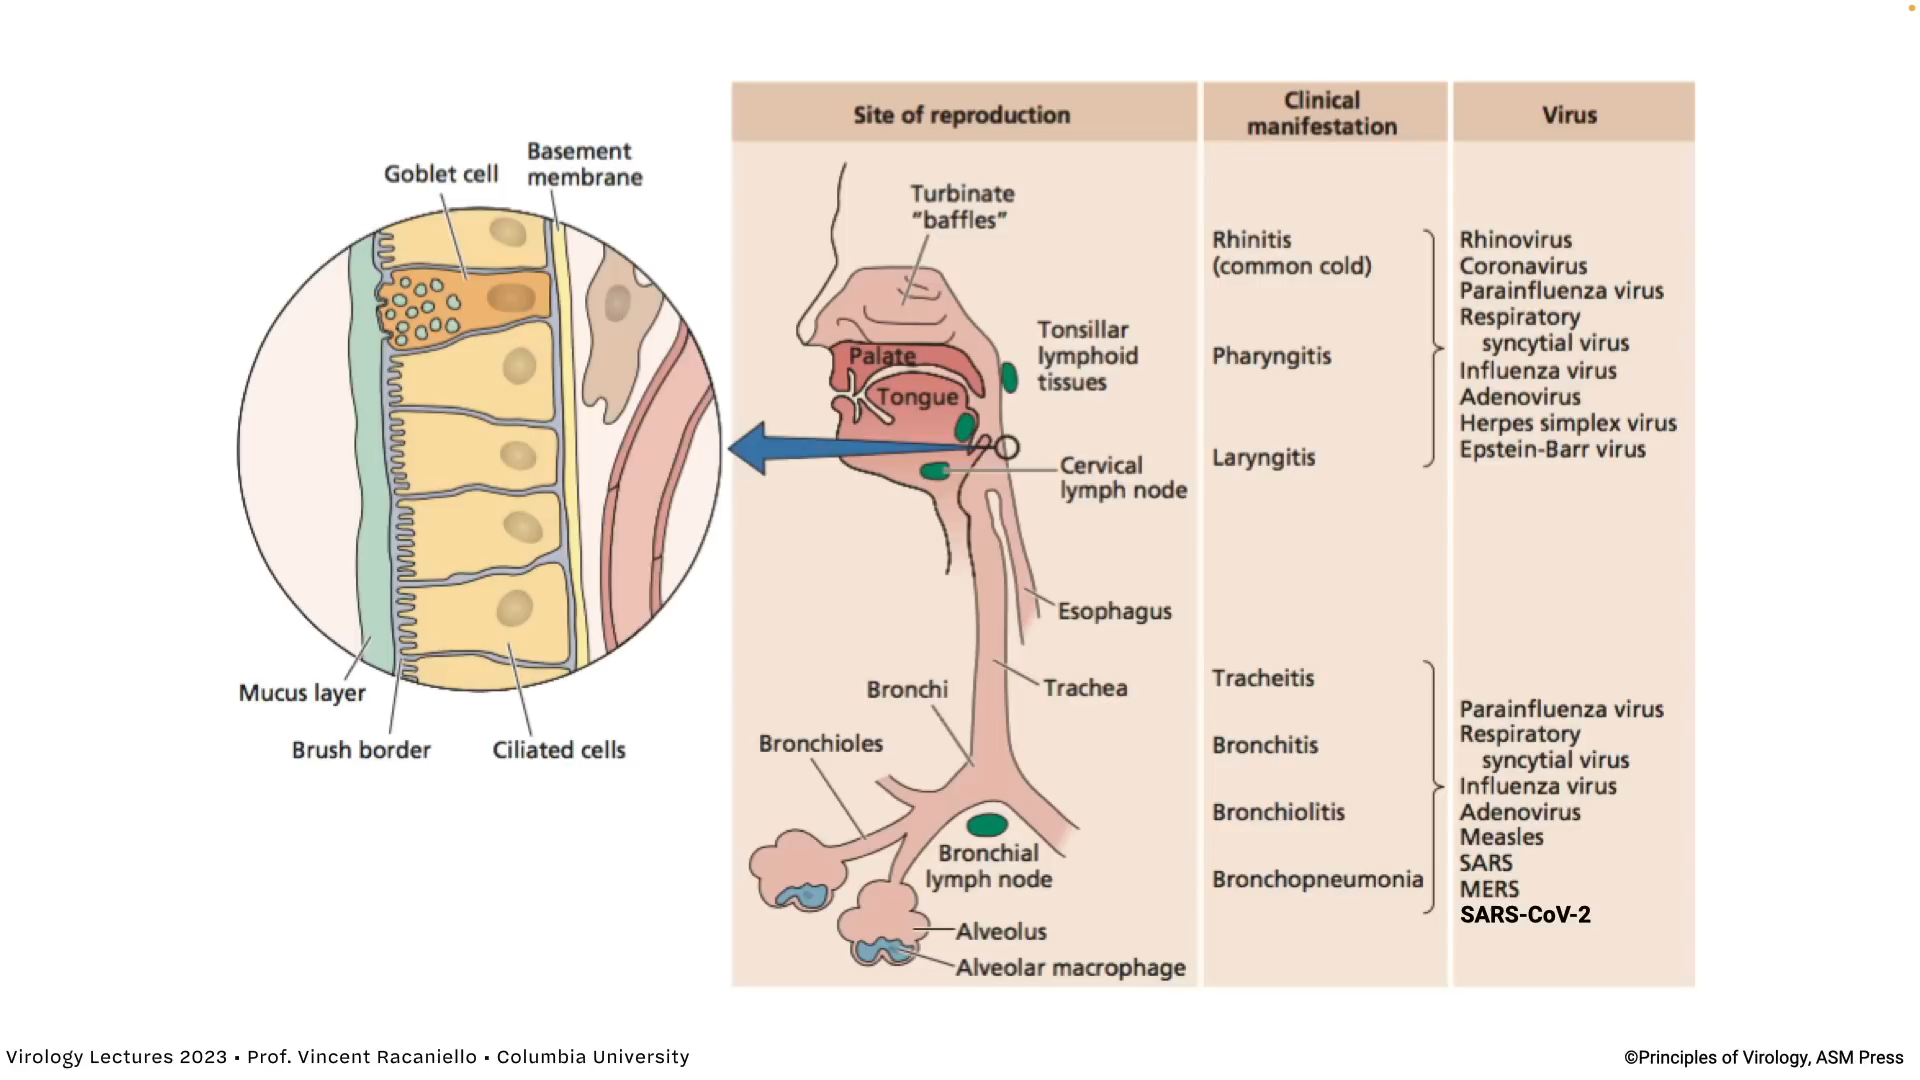 Goblet cell
Basement
membrane
Mucus layer
Brush border
Ciliated cells
Site of reproduction
Turbinate
“baffles”
Palate
Tongue
Tonsillar
lymphoid
tissues
Cervical
lymph node
Esophagus
Trachea
Bronchi
Bronchioles
Bronchial
lymph node
Alveolus
Alveolar macrophage
Clinical
manifestation
Rhinitis
(common cold)
Pharyngitis
Laryngitis
Tracheitis
Bronchitis
Bronchiolitis
Bronchopneumonia
Virus
Rhinovirus
Coronavirus
Parainfluenza virus
Respiratory
syncytial virus
Influenza virus
Adenovirus
Herpes simplex virus
Epstein-Barr virus
Parainfluenza virus
Respiratory
syncytial virus
Influenza virus
Adenovirus
Measles
SARS
MERS
SARS-CoV-2
Virology Lectures 2023 • Prof. Vincent Racaniello • Columbia University
©Principles of Virology, ASM Press